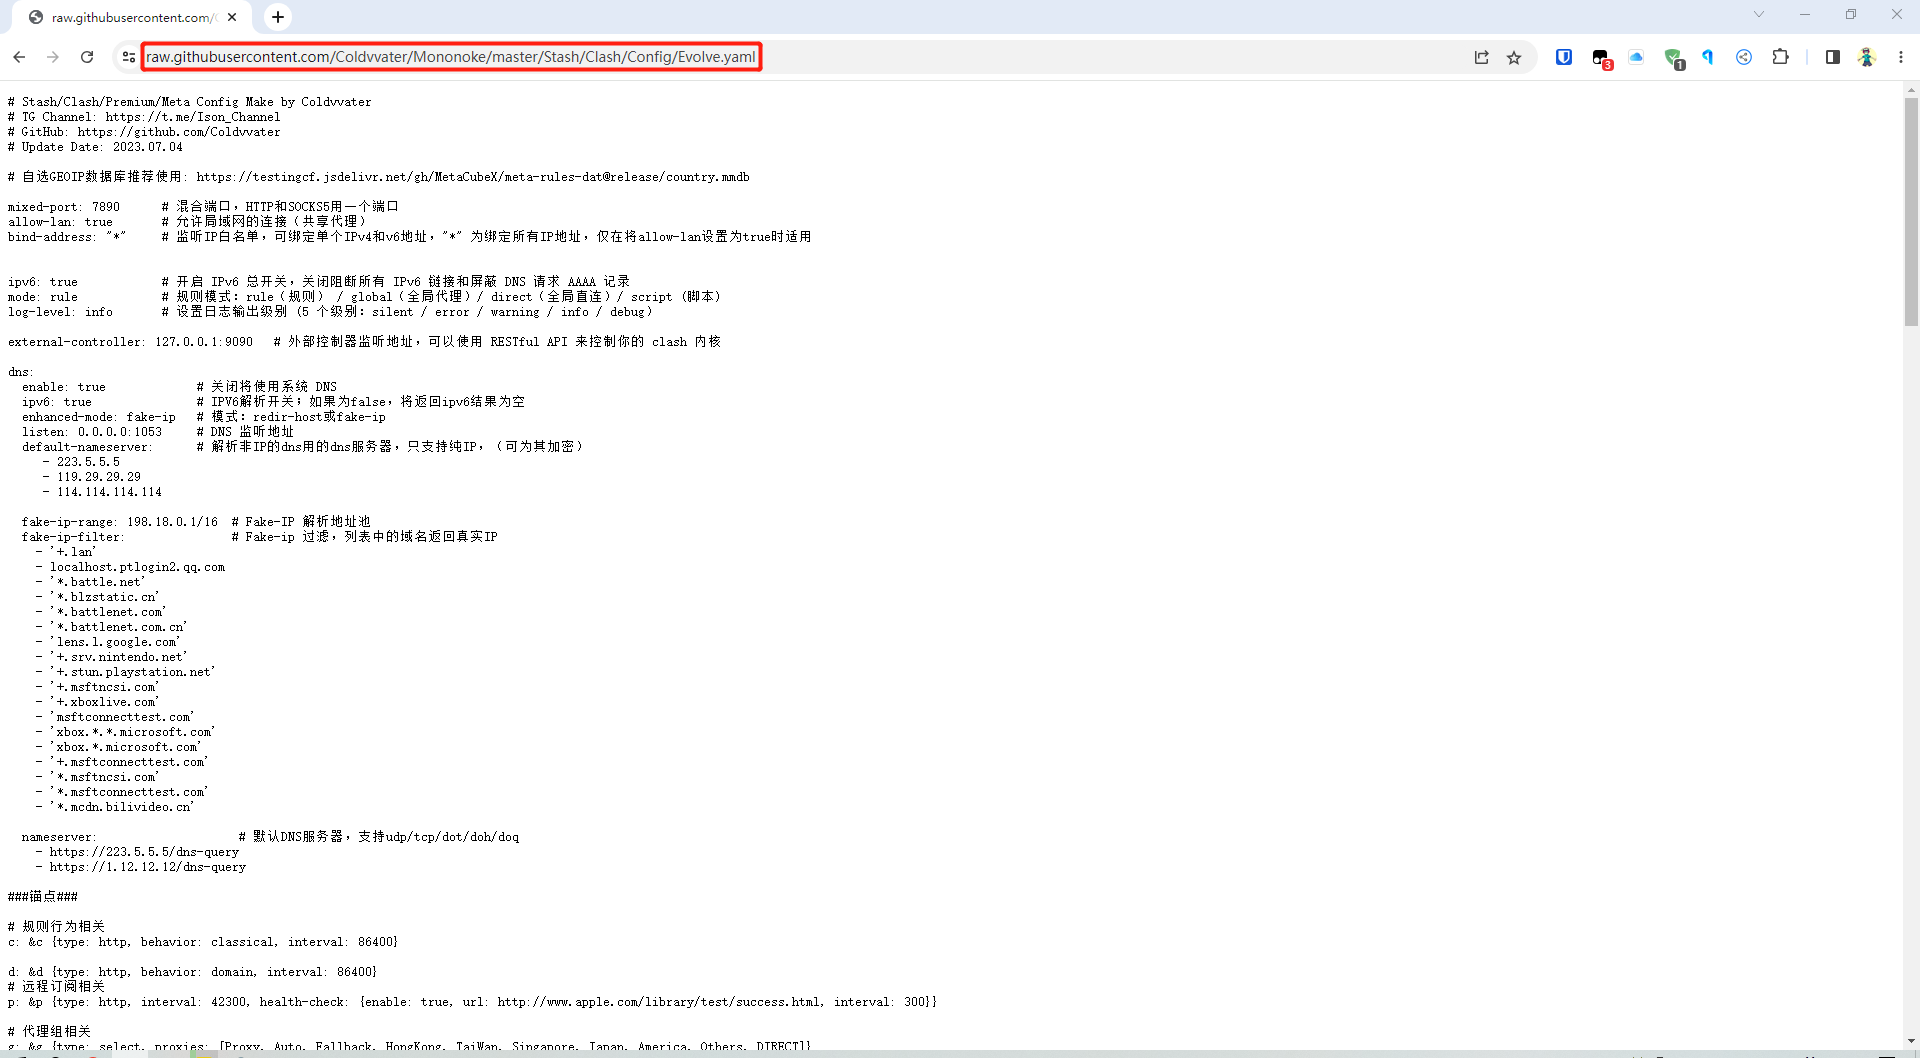 raw.githubusercontent.com/
raw.githubusercontent.com/Coldvvater/Mononoke/master/Stash/Clash/Config/Evolve.yaml
3
1
# Stash/Clash/Premium/Meta Config Make by Coldvvater
# TG Channel: https://t.me/Ison_Channel
# GitHub: https://github.com/Coldvvater
# Update Date: 2023.07.04
# 自选GEOIP数据库推荐使用: https://testingcf.jsdelivr.net/gh/MetaCubeX/meta-rules-dat@release/country.mmdb
mixed-port: 7890 # 混合端口，HTTP和SOCKS5用一个端口
allow-lan: true # 允许局域网的连接（共享代理）
bind-address: "*" # 监听IP白名单，可绑定单个IPv4和v6地址，"*" 为绑定所有IP地址，仅在将allow-lan设置为true时适用
ipv6: true # 开启 IPv6 总开关，关闭阻断所有 IPv6 链接和屏蔽 DNS 请求 AAAA 记录
mode: rule # 规则模式：rule（规则） / global（全局代理）/ direct（全局直连）/ script (脚本)
log-level: info # 设置日志输出级别 (5 个级别：silent / error / warning / info / debug）
external-controller: 127.0.0.1:9090 # 外部控制器监听地址，可以使用 RESTful API 来控制你的 clash 内核
dns:
enable: true # 关闭将使用系统 DNS
ipv6: true # IPV6解析开关；如果为false，将返回ipv6结果为空
enhanced-mode: fake-ip # 模式：redir-host或fake-ip
listen: 0.0.0.0:1053 # DNS 监听地址
default-nameserver: # 解析非IP的dns用的dns服务器，只支持纯IP，（可为其加密）
- 223.5.5.5
- 119.29.29.29
- 114.114.114.114
fake-ip-range: 198.18.0.1/16 # Fake-IP 解析地址池
fake-ip-filter: # Fake-ip 过滤，列表中的域名返回真实IP
- '+.lan'
- localhost.ptlogin2.qq.com
- '*.battle.net'
- '*.blzstatic.cn'
- '*.battlenet.com'
- '*.battlenet.com.cn'
- 'lens.l.google.com'
- '+.srv.nintendo.net'
- '+.stun.playstation.net'
- '+.msftncsi.com'
- '+.xboxlive.com'
- 'msftconnecttest.com'
- 'xbox.*.*.microsoft.com'
- 'xbox.*.microsoft.com'
- '+.msftconnecttest.com'
- '*.msftncsi.com'
- '*.msftconnecttest.com'
- '*.mcdn.bilivideo.cn'
nameserver: # 默认DNS服务器，支持udp/tcp/dot/doh/doq
- https://223.5.5.5/dns-query
- https://1.12.12.12/dns-query
###锚点###
# 规则行为相关
c: &c {type: http, behavior: classical, interval: 86400}
d: &d {type: http, behavior: domain, interval: 86400}
# 远程订阅相关
p: &p {type: http, interval: 42300, health-check: {enable: true, url: http://www.apple.com/library/test/success.html, interval: 300}}
# 代理组相关
g: &g {type: select, proxies: [Proxy, Auto, Fallback, HongKong, TaiWan, Singapore, Japan, America, Others, DIRECT]}